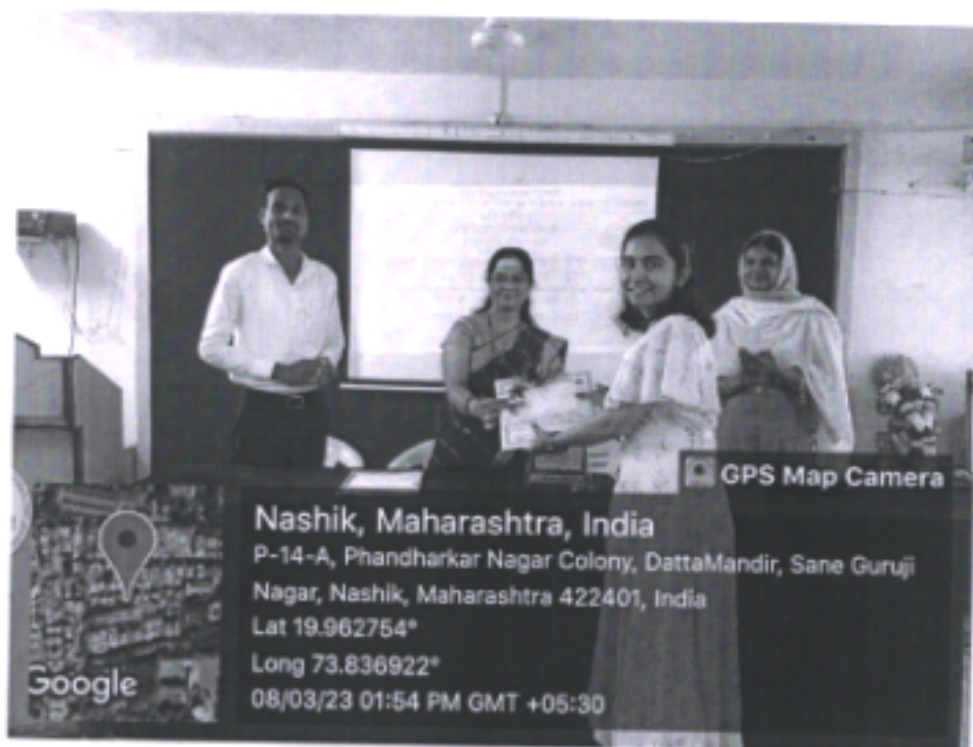 GPS Map Camera
Nashik, Maharashtra, India
P-14-A, Phandharkar Nagar Colony, DattaMandir, Sane Guruji
Nagar, Nashik, Maharashtra 422401, India
Lat 19.962754°
Long 73.836922°
08/03/23 01:54 PM GMT +05:30
Google